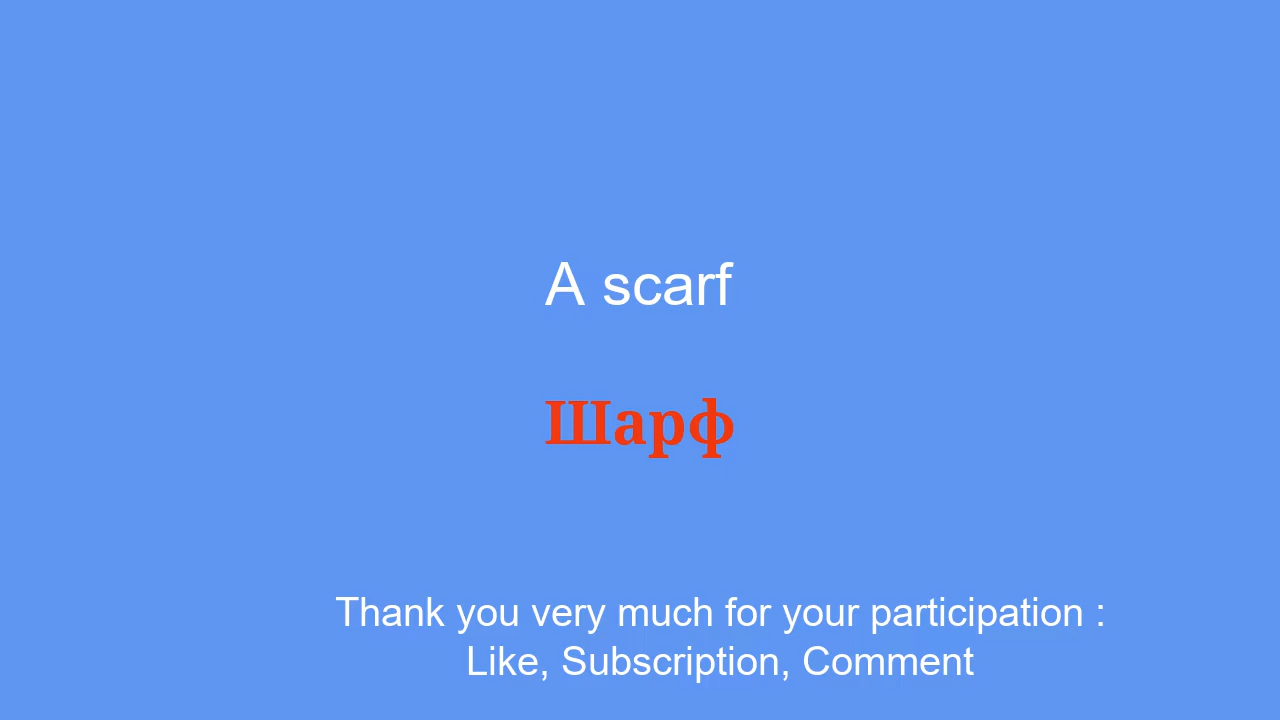 A scarf
Шарф
Thank you very much for your participation :
Like, Subscription, Comment